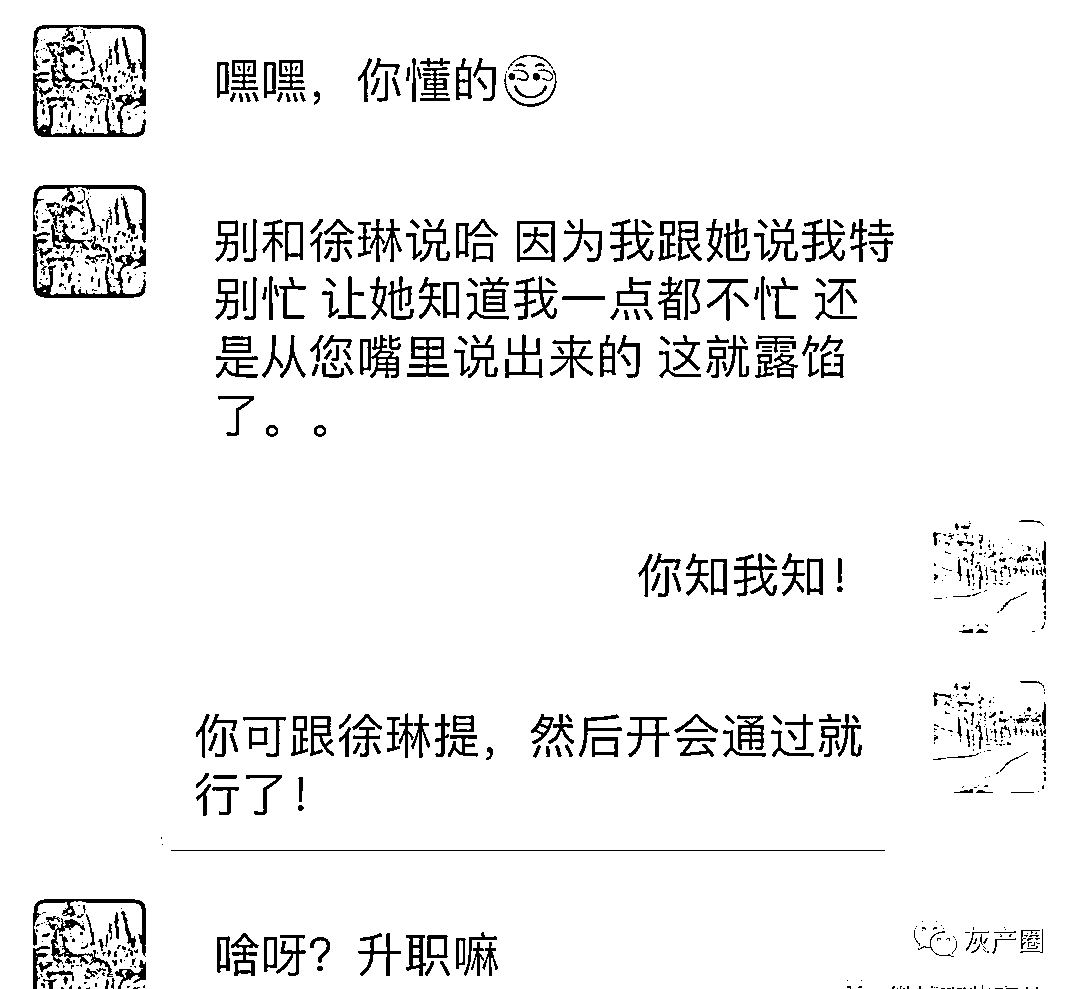 嘿嘿，你懂的
别和徐琳说哈 因为我跟她说我特
别忙 让她知道我一点都不忙 还
是从您嘴里说出来的 这就露馅
了。。
你知我知！
你可跟徐琳提，然后开会通过就
行了！
啥呀？升职嘛
灰产圈